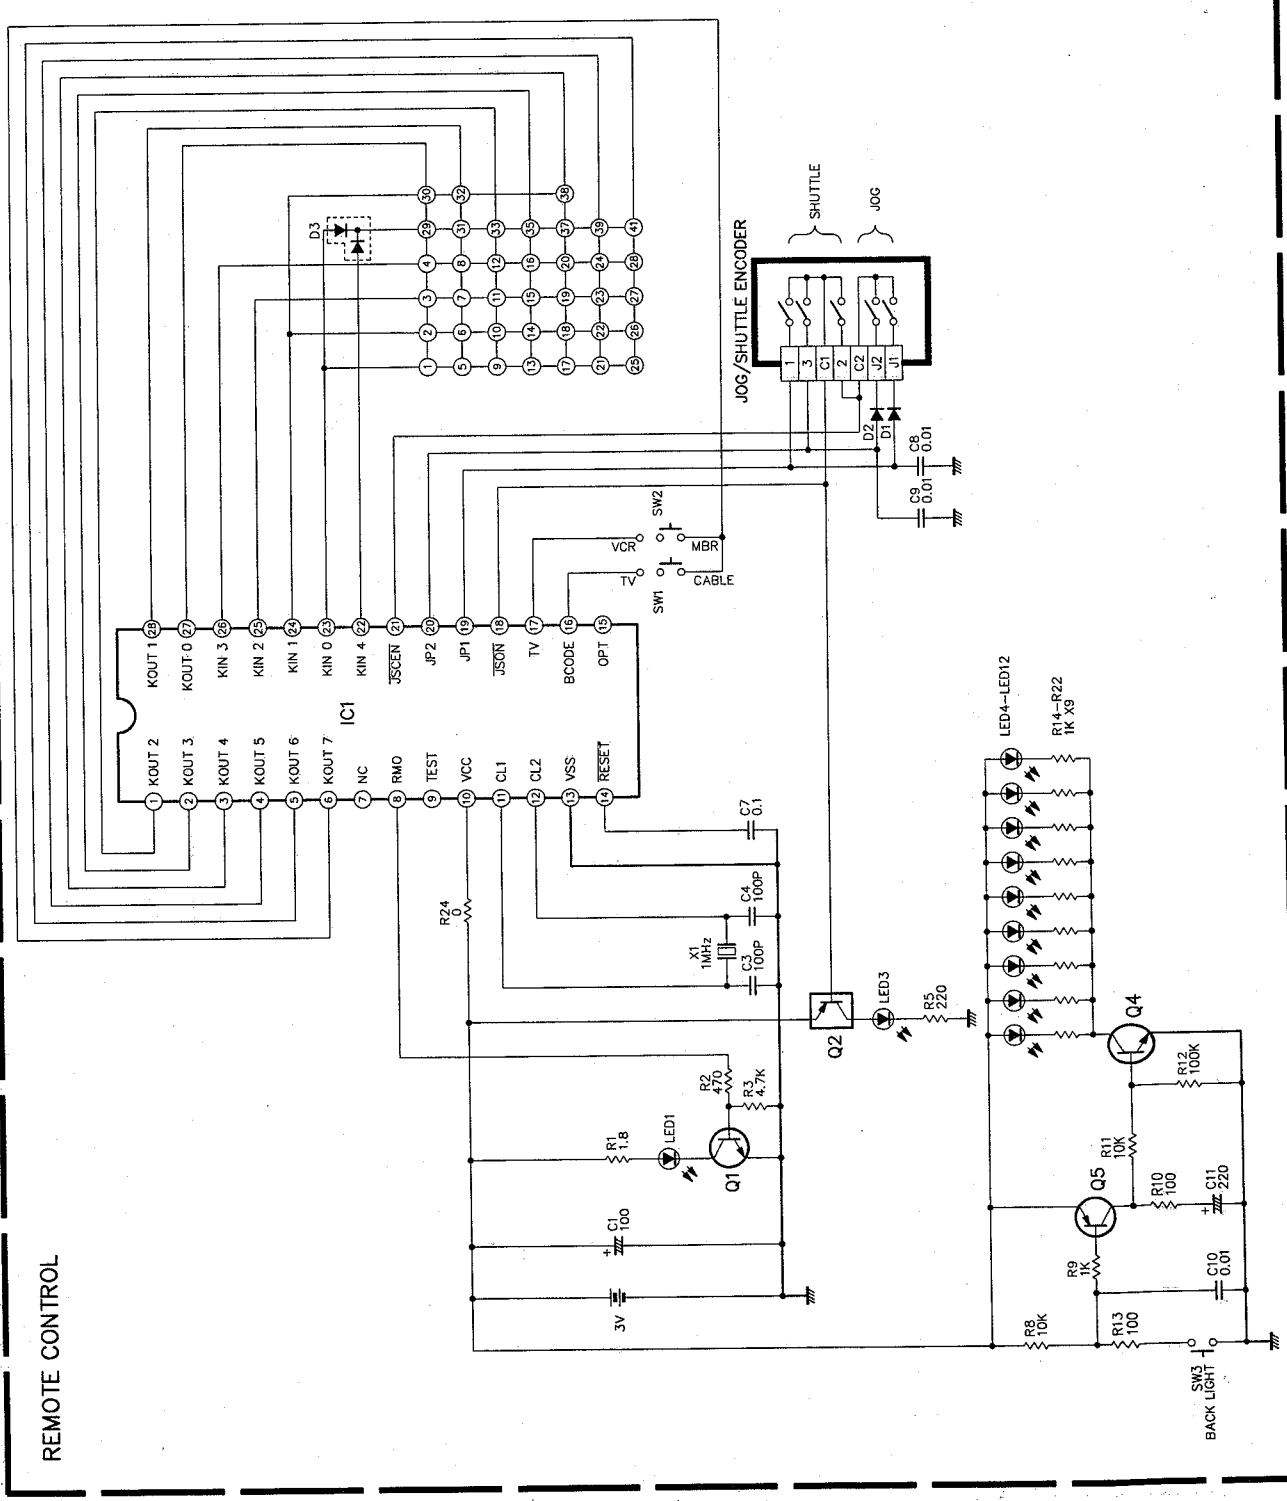 REMOTE CONTROL
IC1
KOUT 2
KOUT 3
KOUT 4
KOUT 5
KOUT 6
KOUT 7
NC
RMO
TEST
VCC
CL1
CL2
VSS
RESET
1
2
3
4
5
6
7
8
9
10
11
12
13
14
KOUT 1
KOUT 0
KIN 3
KIN 2
KIN 1
KIN 0
KIN 4
JSCEN
JP2
JP1
JSON
TV
BCODE
OPT
28
27
26
25
24
23
22
21
20
19
18
17
16
15
D3
1 2 3 4 29 30
5 6 7 8 31 32
9 10 11 12 33
13 14 15 16 35
17 18 19 20 37 38
21 22 23 24 39
25 26 27 28 41
TV
VCR
SW1
SW2
CABLE
MBR
JOG/SHUTTLE ENCODER
1
3
C1
2
C2
J2
J1
SHUTTLE
JOG
D2
D1
C9
0.01
C8
0.01
R24
0
X1
1MHz
C3
100P
C4
100P
C7
0.1
3V
C1
100
+
R1
1.8
LED1
Q1
R2
470
R3
4.7K
Q2
LED3
R5
220
LED4-LED12
R14-R22
1K X9
Q4
R12
100K
R11
10K
Q5
R10
100
C11
220
+
R9
1K
C10
0.01
R8
10K
R13
100
SW3
BACK LIGHT